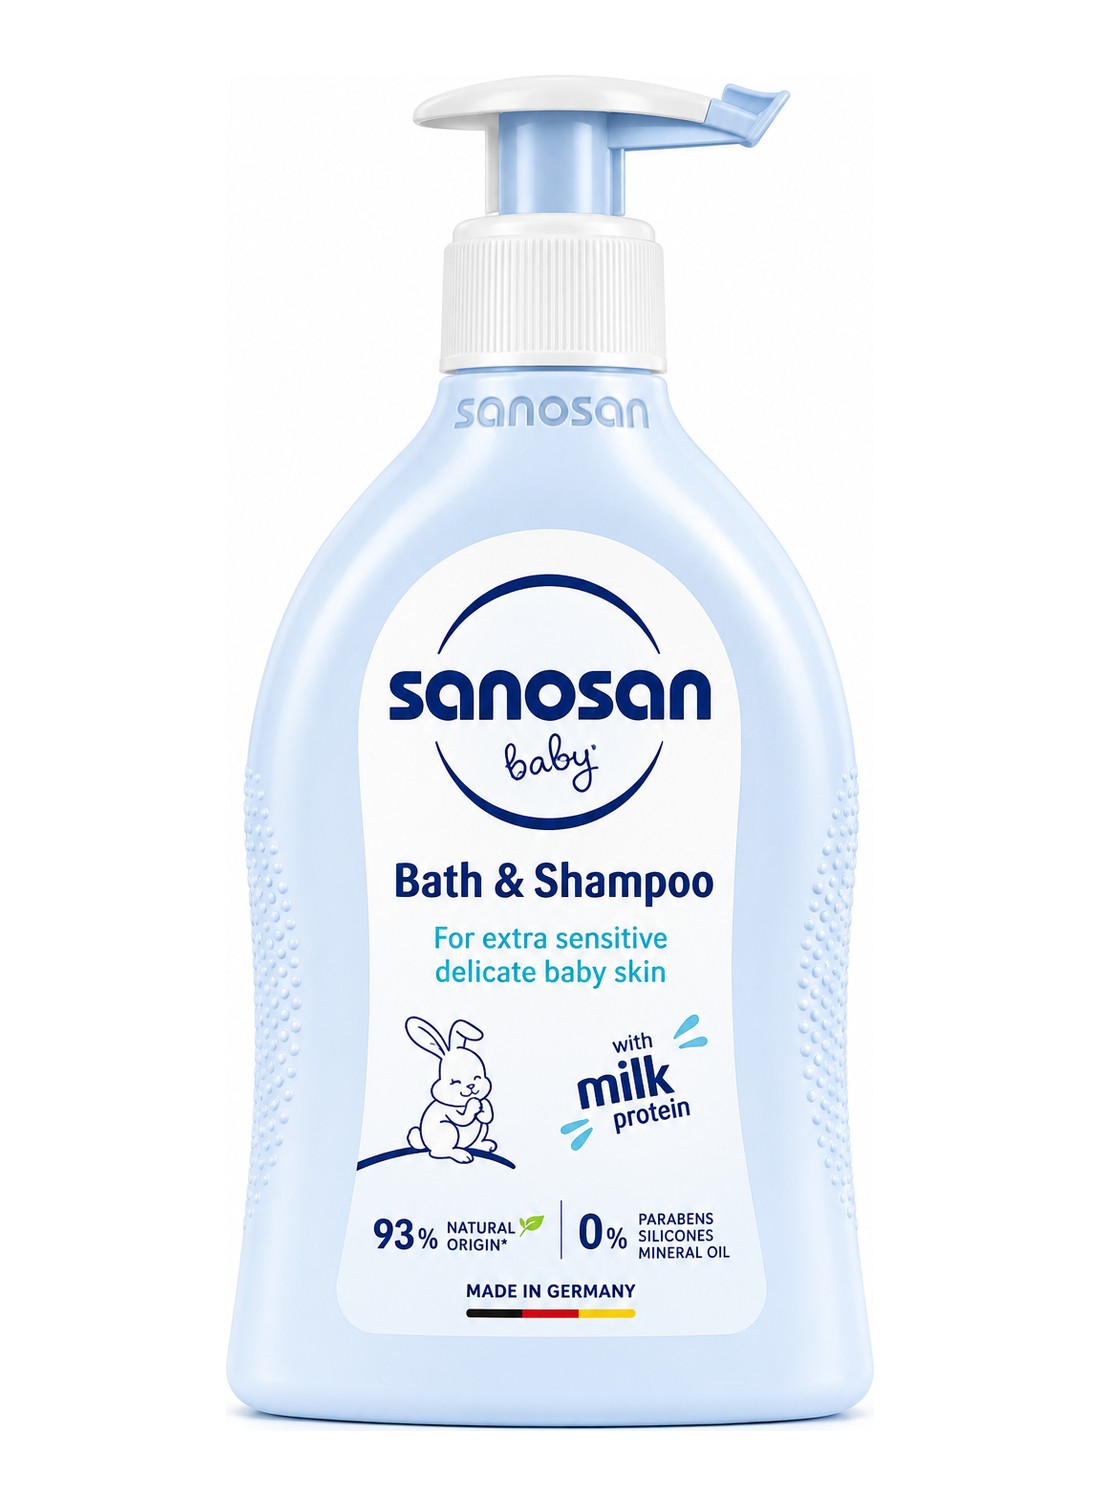 sanosan
sanosan
baby
Bath & Shampoo
For extra sensitive
delicate baby skin
with
milk
protein
93% NATURAL
ORIGIN*
0% PARABENS
SILICONES
MINERAL OIL
MADE IN GERMANY